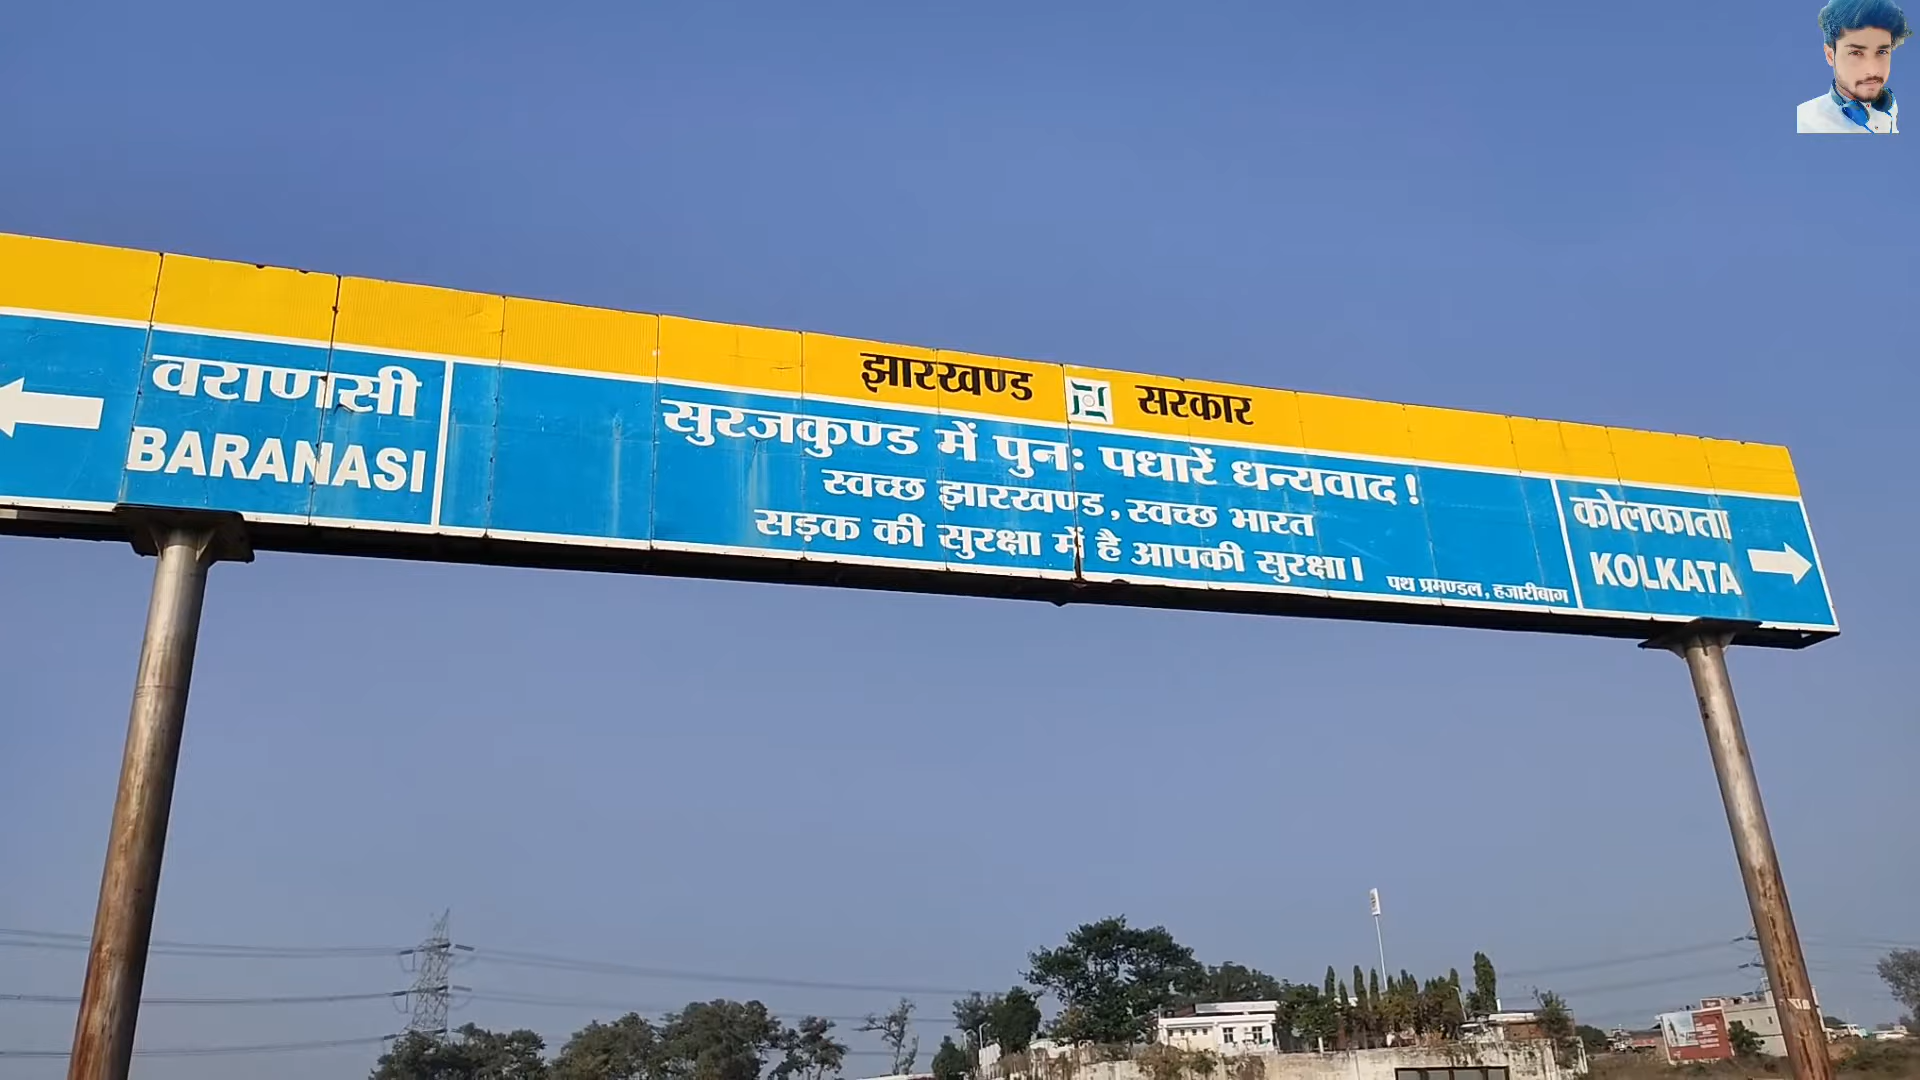 झारखण्ड सरकार
वाराणसी
BARANASI
सुरजकुण्ड में पुनः पधारें धन्यवाद !
स्वच्छ झारखण्ड, स्वच्छ भारत
सड़क की सुरक्षा में है आपकी सुरक्षा।
पथ प्रमण्डल, हजारीबाग
कोलकाता
KOLKATA